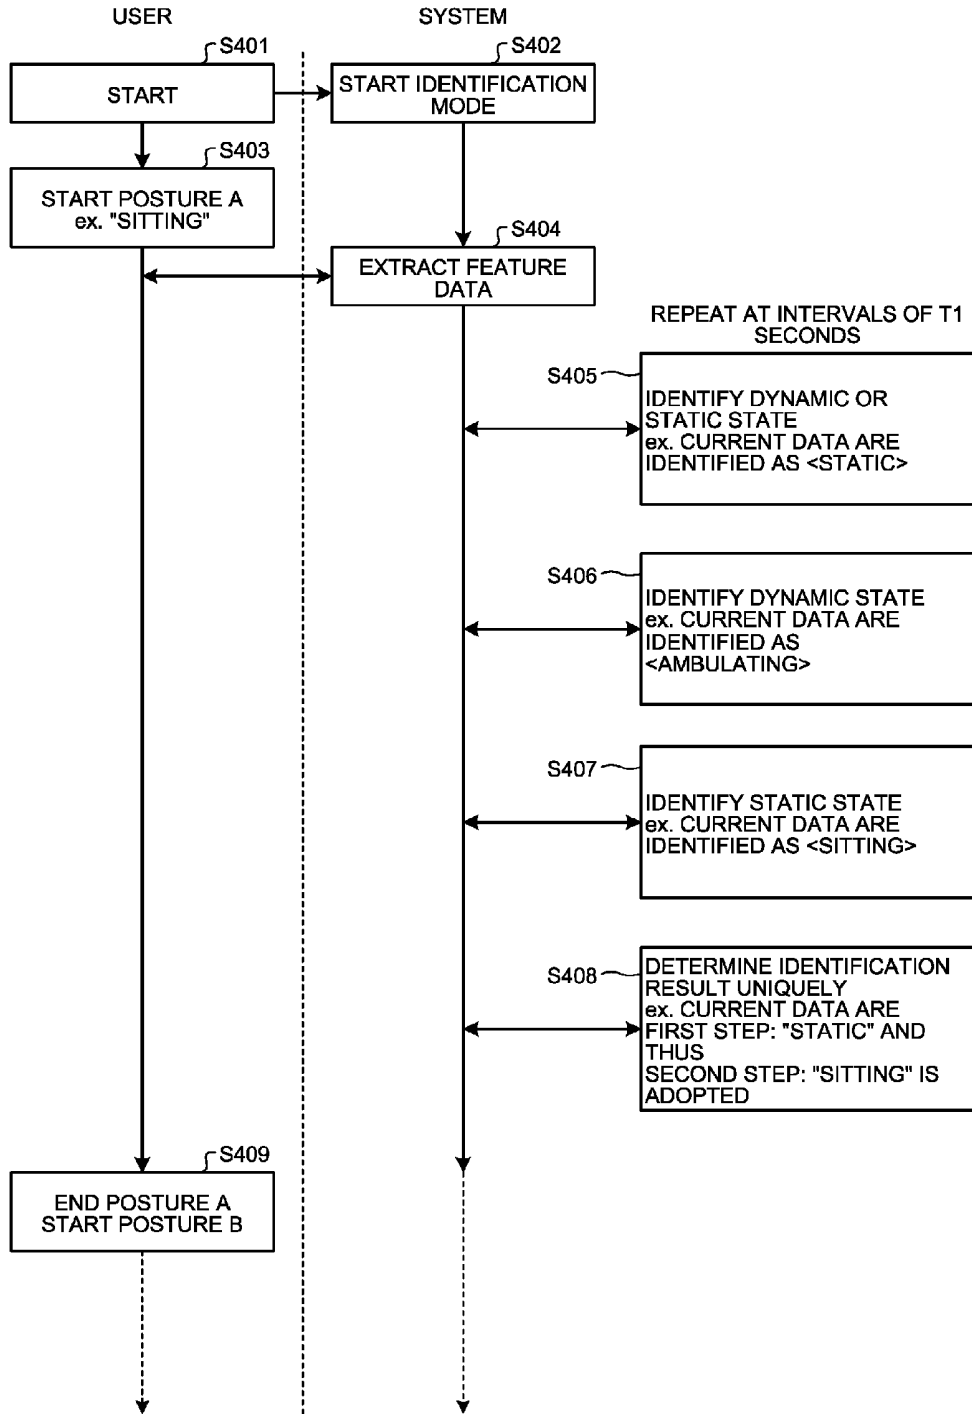 USER
SYSTEM
S401
S402
START
START IDENTIFICATION
MODE
S403
START POSTURE A
ex. "SITTING"
S404
EXTRACT FEATURE
DATA
REPEAT AT INTERVALS OF T1
SECONDS
S405
IDENTIFY DYNAMIC OR
STATIC STATE
ex. CURRENT DATA ARE
IDENTIFIED AS <STATIC>
S406
IDENTIFY DYNAMIC STATE
ex. CURRENT DATA ARE
IDENTIFIED AS
<AMBULATING>
S407
IDENTIFY STATIC STATE
ex. CURRENT DATA ARE
IDENTIFIED AS <SITTING>
S408
DETERMINE IDENTIFICATION
RESULT UNIQUELY
ex. CURRENT DATA ARE
FIRST STEP: "STATIC" AND
THUS
SECOND STEP: "SITTING" IS
ADOPTED
S409
END POSTURE A
START POSTURE B